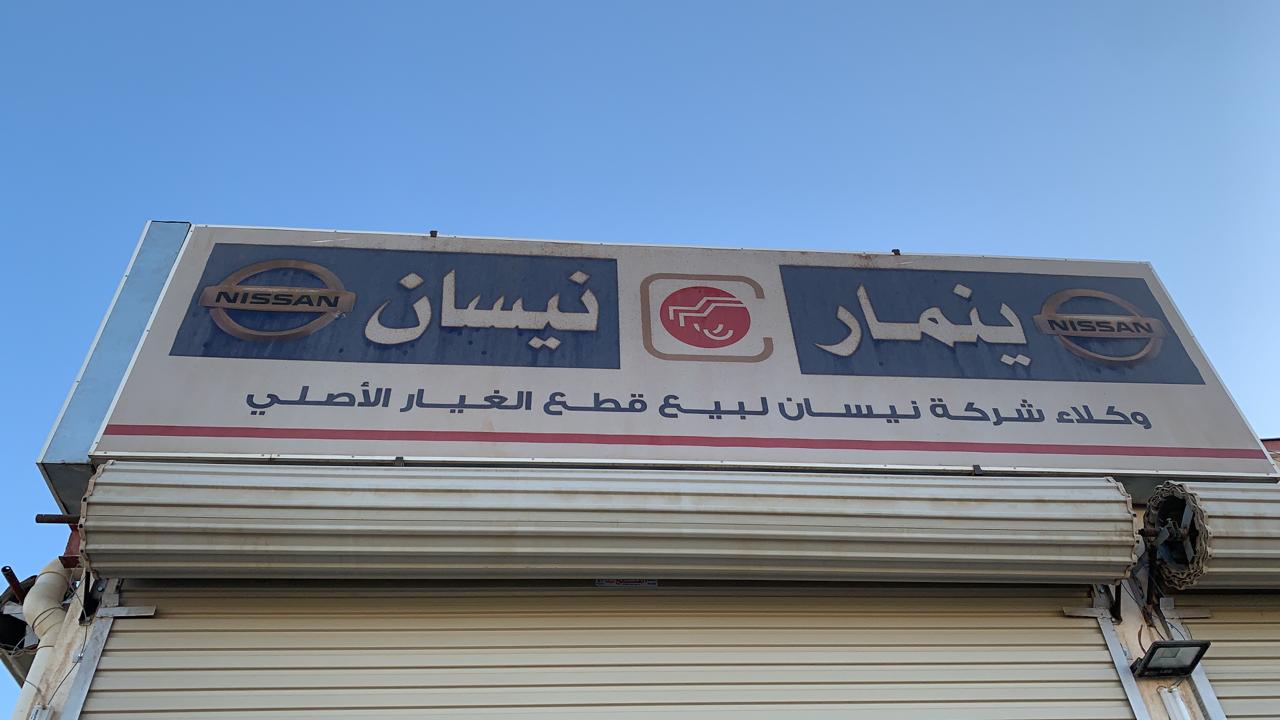 NISSAN ينمار نيسان NISSAN
وكلاء شركة نيسان لبيع قطع الغيار الأصلي